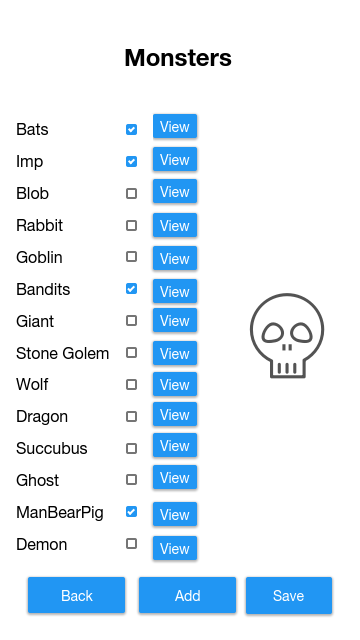 Monsters
Bats View
Imp View
Blob View
Rabbit View
Goblin View
Bandits View
Giant View
Stone Golem View
Wolf View
Dragon View
Succubus View
Ghost View
ManBearPig View
Demon View
Back Add Save